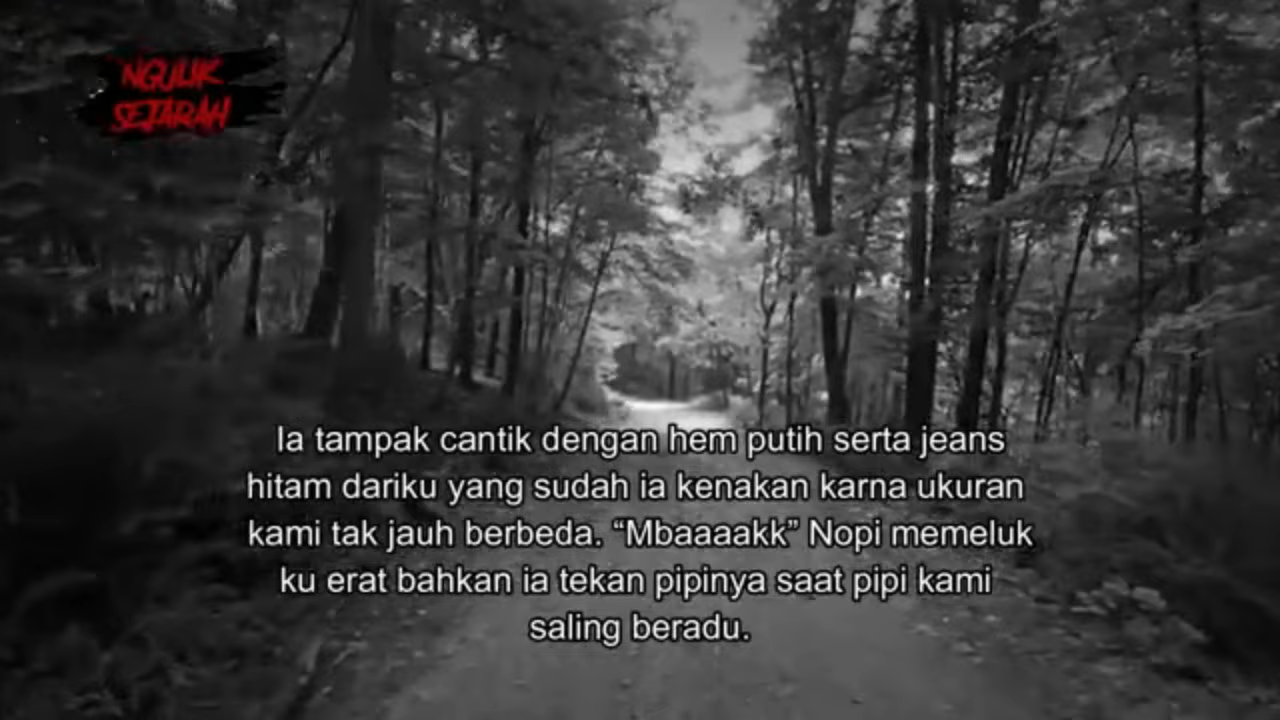 NGULIK
SEJARAH
Ia tampak cantik dengan hem putih serta jeans
hitam dariku yang sudah ia kenakan karna ukuran
kami tak jauh berbeda. “Mbaaaakk” Nopi memeluk
ku erat bahkan ia tekan pipinya saat pipi kami
saling beradu.